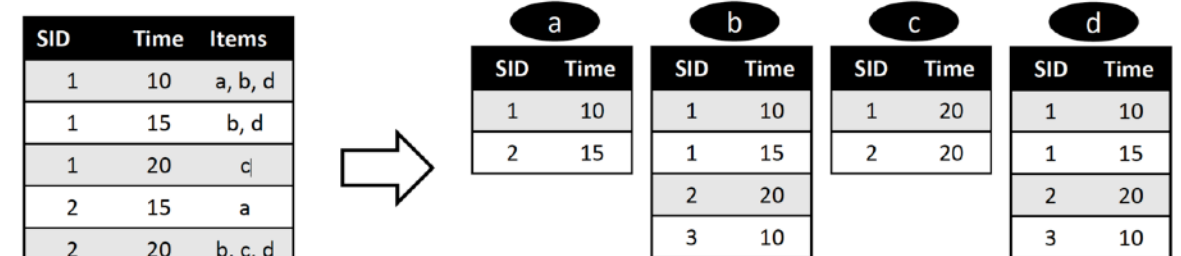 a b c d
SID Time Items
1 10 a, b, d
1 15 b, d
1 20 c
2 15 a
2 20 b, c, d
SID Time
1 10
2 15
SID Time
1 10
1 15
2 20
3 10
SID Time
1 20
2 20
SID Time
1 10
1 15
2 20
3 10